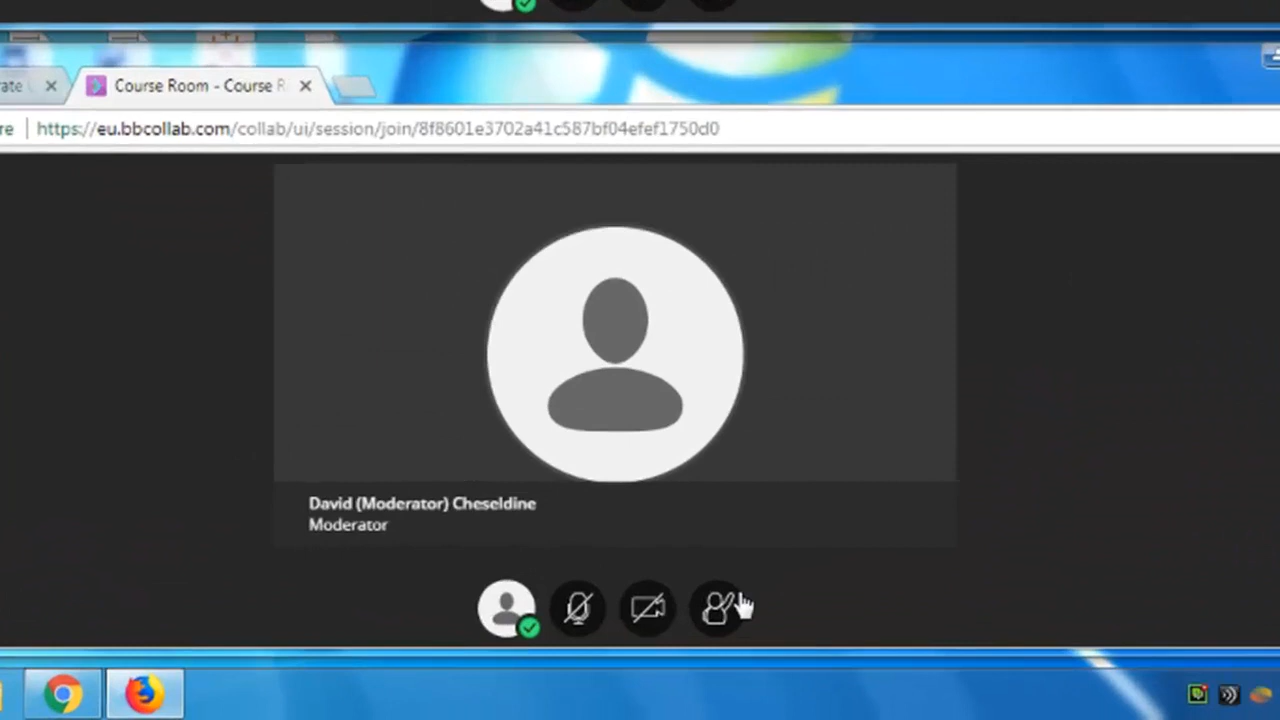 ate
Course Room - Course R
re
https://eu.bbcollab.com/collab/ui/session/join/8f8601e3702a41c587bf04efef1750d0
David (Moderator) Cheseldine
Moderator